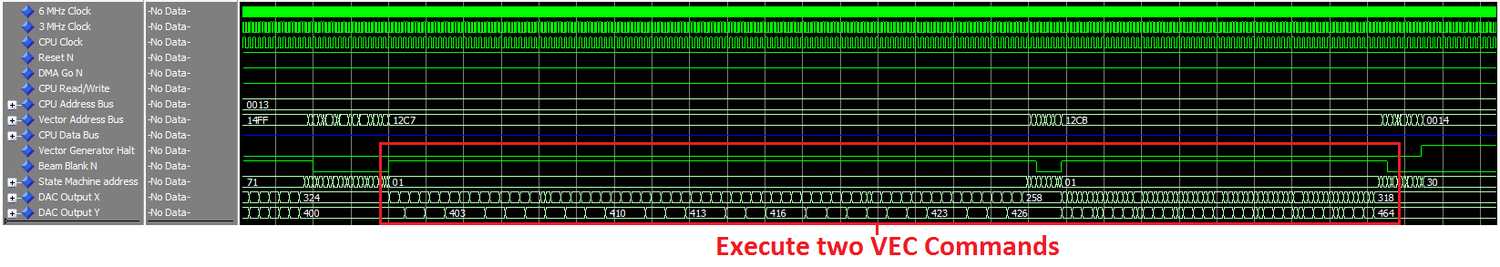 6 MHz Clock -No Data-
3 MHz Clock -No Data-
CPU Clock -No Data-
Reset N -No Data-
DMA Go N -No Data-
CPU Read/Write -No Data-
CPU Address Bus -No Data- 0013
Vector Address Bus -No Data- 14FF 12C7 12CB 0014
CPU Data Bus -No Data-
Vector Generator Halt -No Data-
Beam Blank N -No Data-
State Machine address -No Data- 71 01 01 30
DAC Output X -No Data- 324 258 318
DAC Output Y -No Data- 400 403 410 413 416 423 426 464
Execute two VEC Commands